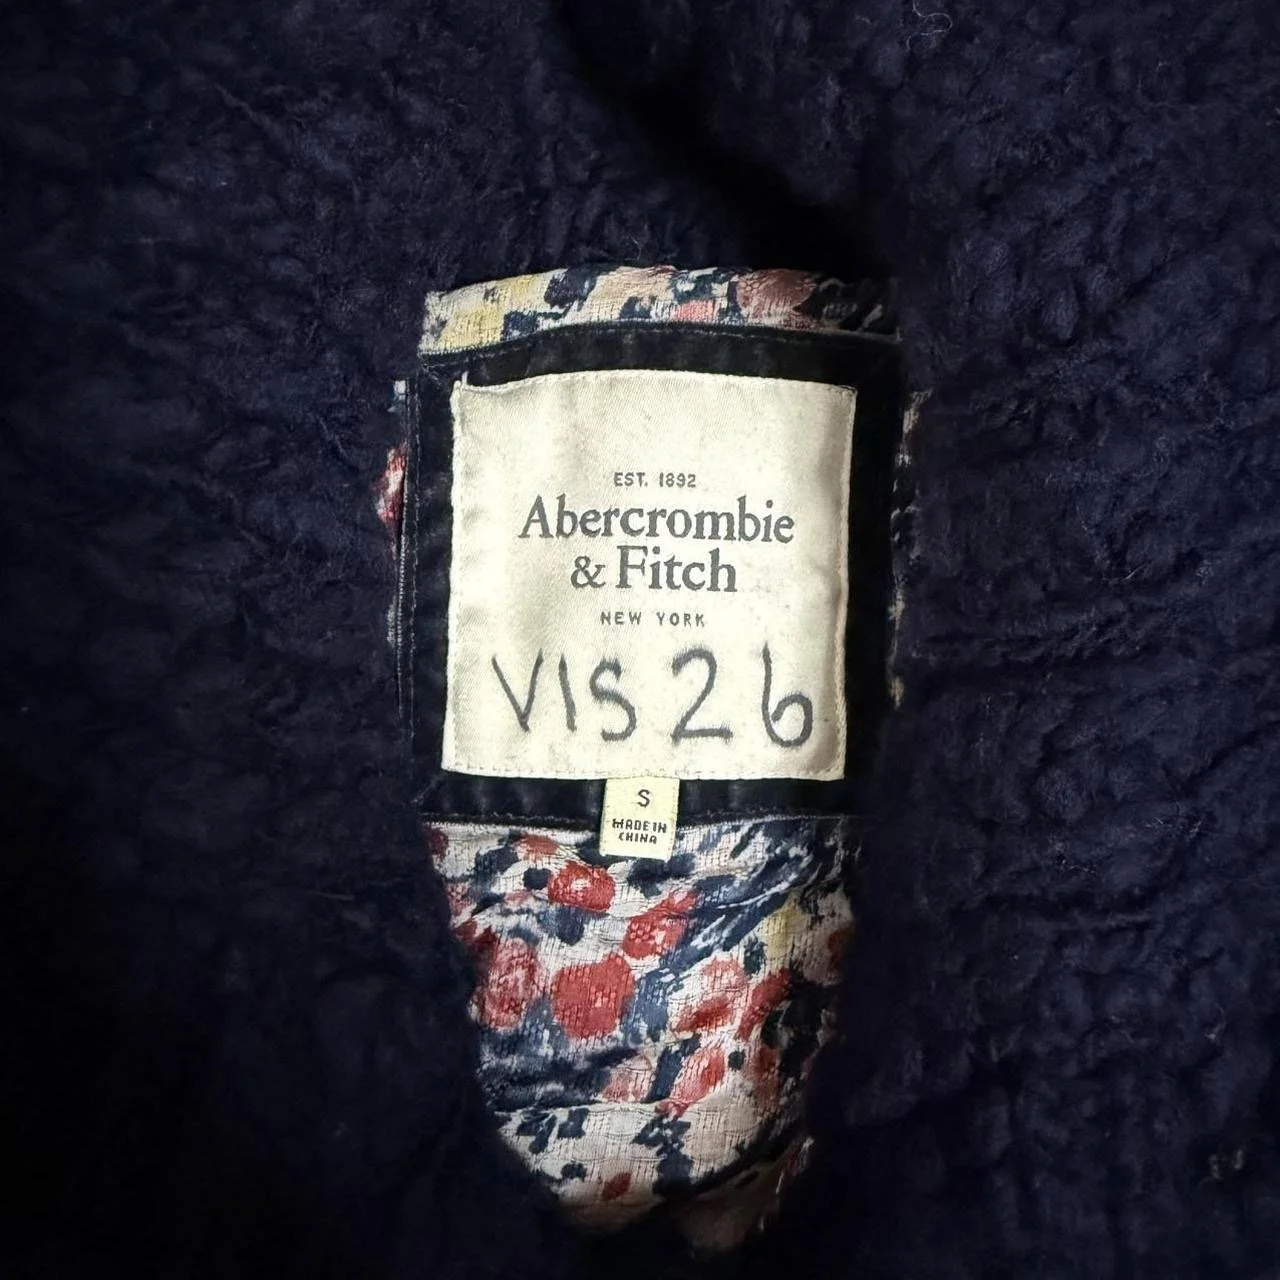 EST. 1892
Abercrombie
& Fitch
NEW YORK
VIS 26
S
MADE IN
CHINA